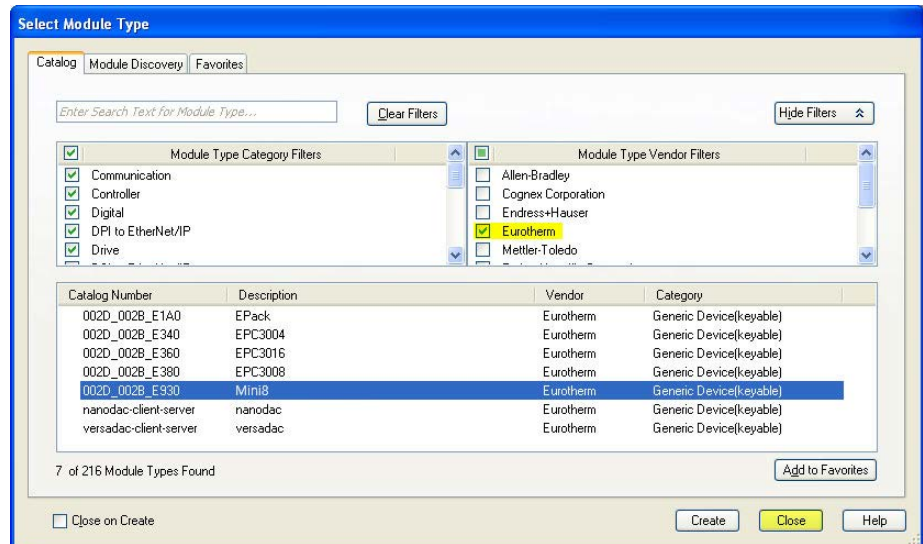 Select Module Type
Catalog Module Discovery Favorites
Enter Search Text for Module Type...
Clear Filters
Hide Filters
Module Type Category Filters
Module Type Vendor Filters
Communication
Allen-Bradley
Controller
Cognex Corporation
Digital
Endress+Hauser
DPI to EtherNet/IP
Eurotherm
Drive
Mettler-Toledo
Catalog Number Description Vendor Category
002D_002B_E1A0 EPack Eurotherm Generic Device(keyable)
002D_002B_E340 EPC3004 Eurotherm Generic Device(keyable)
002D_002B_E360 EPC3016 Eurotherm Generic Device(keyable)
002D_002B_E380 EPC3008 Eurotherm Generic Device(keyable)
002D_002B_E930 Mini8 Eurotherm Generic Device(keyable)
nanodac-client-server nanodac Eurotherm Generic Device(keyable)
versadac-client-server versadac Eurotherm Generic Device(keyable)
7 of 216 Module Types Found
Add to Favorites
Close on Create
Create Close Help